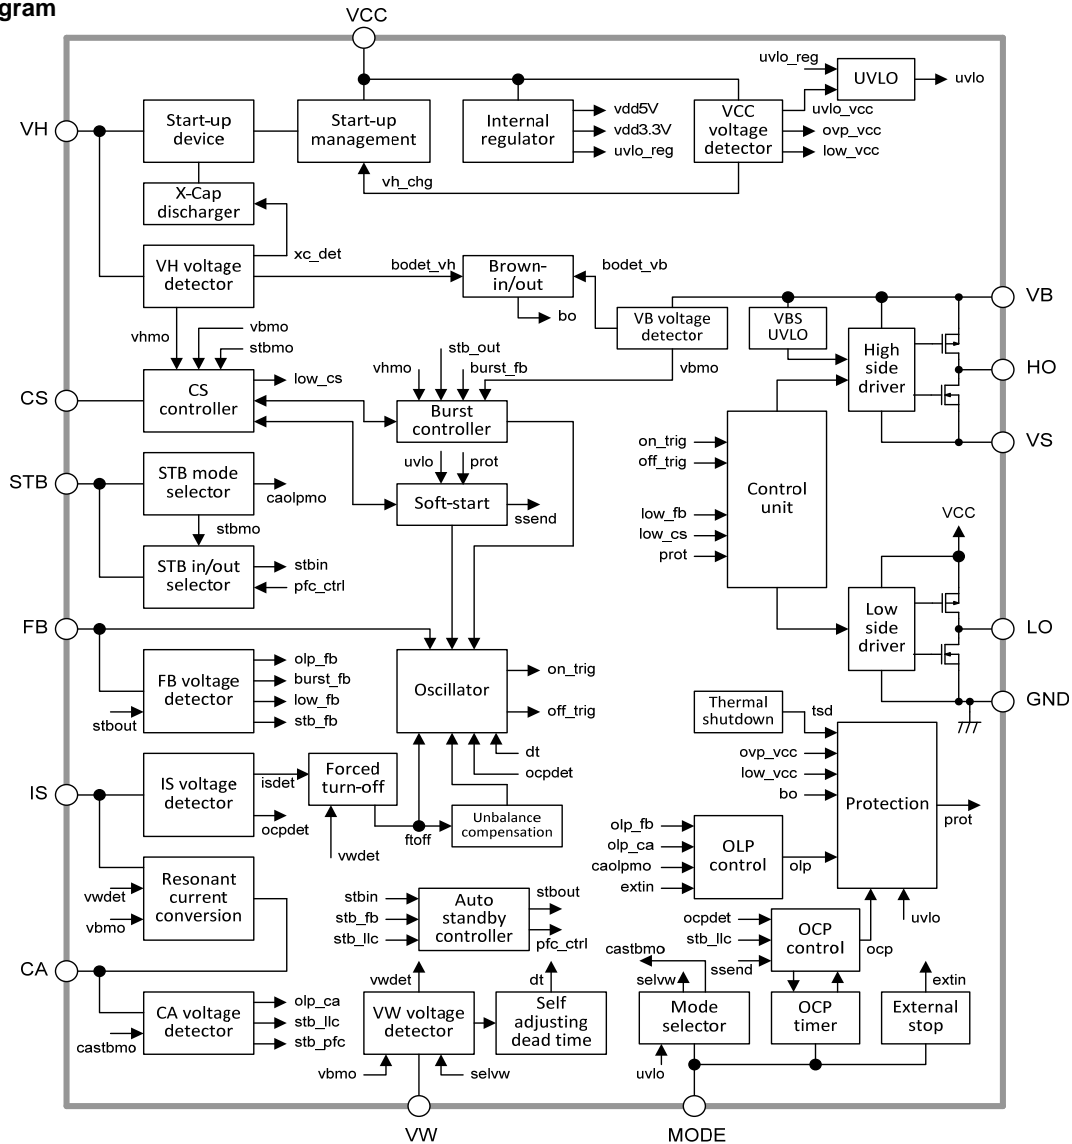 gram
VCC
uvlo_reg
UVLO
uvlo
uvlo_vcc
VH
Start-up
device
Start-up
management
Internal
regulator
vdd5V
vdd3.3V
uvlo_reg
VCC
voltage
detector
ovp_vcc
low_vcc
vh_chg
X-Cap
discharger
xc_det
VH voltage
detector
bodet_vh
Brown-
in/out
bodet_vb
bo
VB voltage
detector
vbmo
VBS
UVLO
VB
High
side
driver
HO
VS
vhmo
vbmo
stbmo
CS
CS
controller
low_cs
vhmo
stb_out
burst_fb
Burst
controller
uvlo
prot
Soft-start
ssend
STB
STB mode
selector
caolpmo
stbmo
STB in/out
selector
stbin
pfc_ctrl
on_trig
off_trig
low_fb
low_cs
prot
Control
unit
VCC
Low
side
driver
LO
GND
FB
FB voltage
detector
stbout
olp_fb
burst_fb
low_fb
stb_fb
Oscillator
on_trig
off_trig
dt
ocpdet
IS
IS voltage
detector
isdet
ocpdet
Forced
turn-off
vwdet
ftoff
Unbalance
compensation
Thermal
shutdown
tsd
ovp_vcc
low_vcc
bo
Protection
prot
olp_fb
olp_ca
caolpmo
extin
OLP
control
olp
uvlo
Resonant
current
conversion
vwdet
vbmo
stbin
stb_fb
stb_llc
Auto
standby
controller
stbout
pfc_ctrl
ocpdet
stb_llc
ssend
OCP
control
ocp
CA
CA voltage
detector
castbmo
olp_ca
stb_llc
stb_pfc
vwdet
VW voltage
detector
vbmo
selvw
dt
Self
adjusting
dead time
castbmo
selvw
Mode
selector
uvlo
OCP
timer
extin
External
stop
VW
MODE